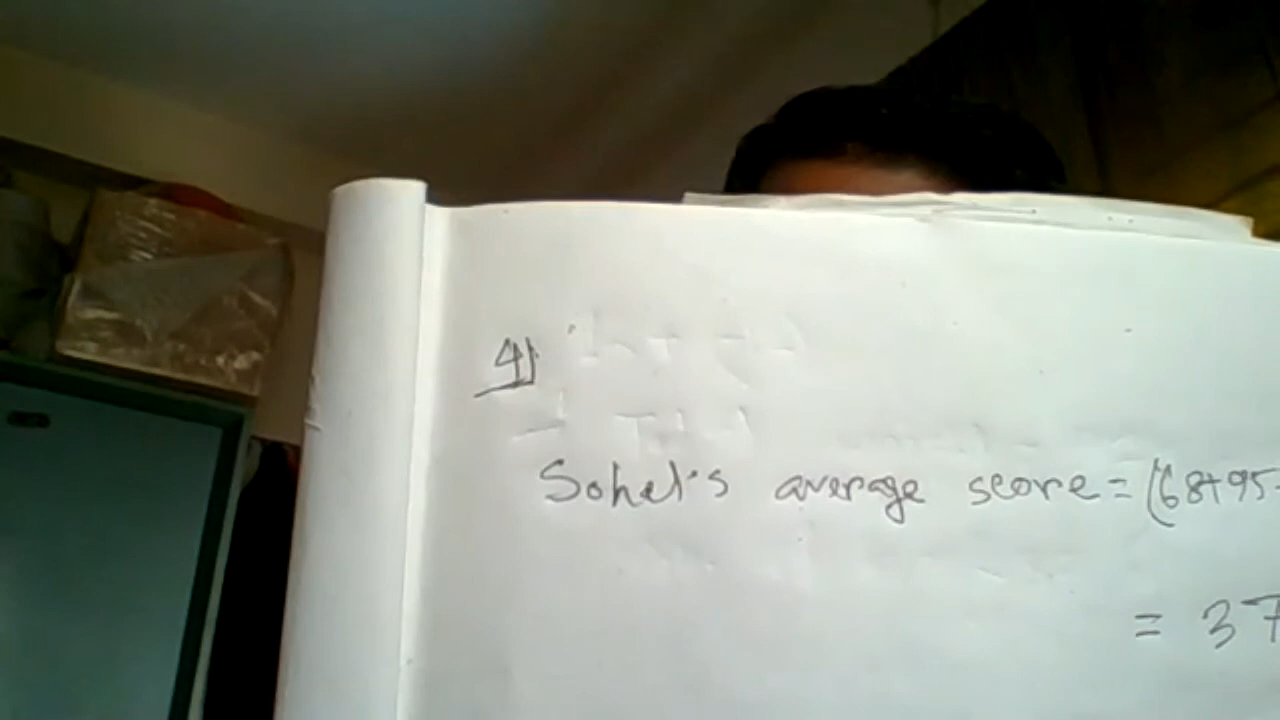 4)
Sohel's average score = (68+95-
= 37